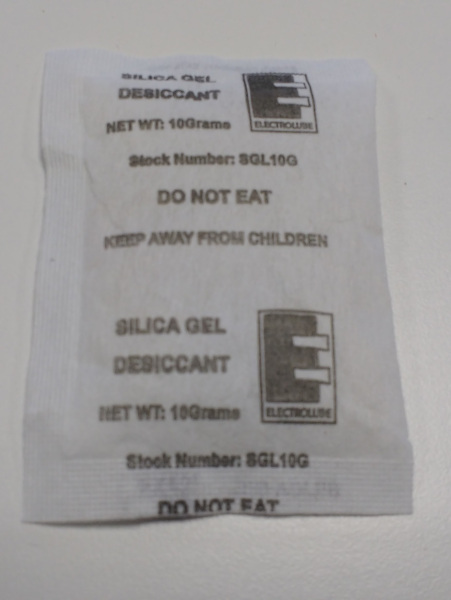 SILICA GEL
DESICCANT
NET WT: 10Grams
ELECTROLUBE
Stock Number: SGL10G
DO NOT EAT
KEEP AWAY FROM CHILDREN
SILICA GEL
DESICCANT
NET WT: 10Grams
ELECTROLUBE
Stock Number: SGL10G
DO NOT EAT